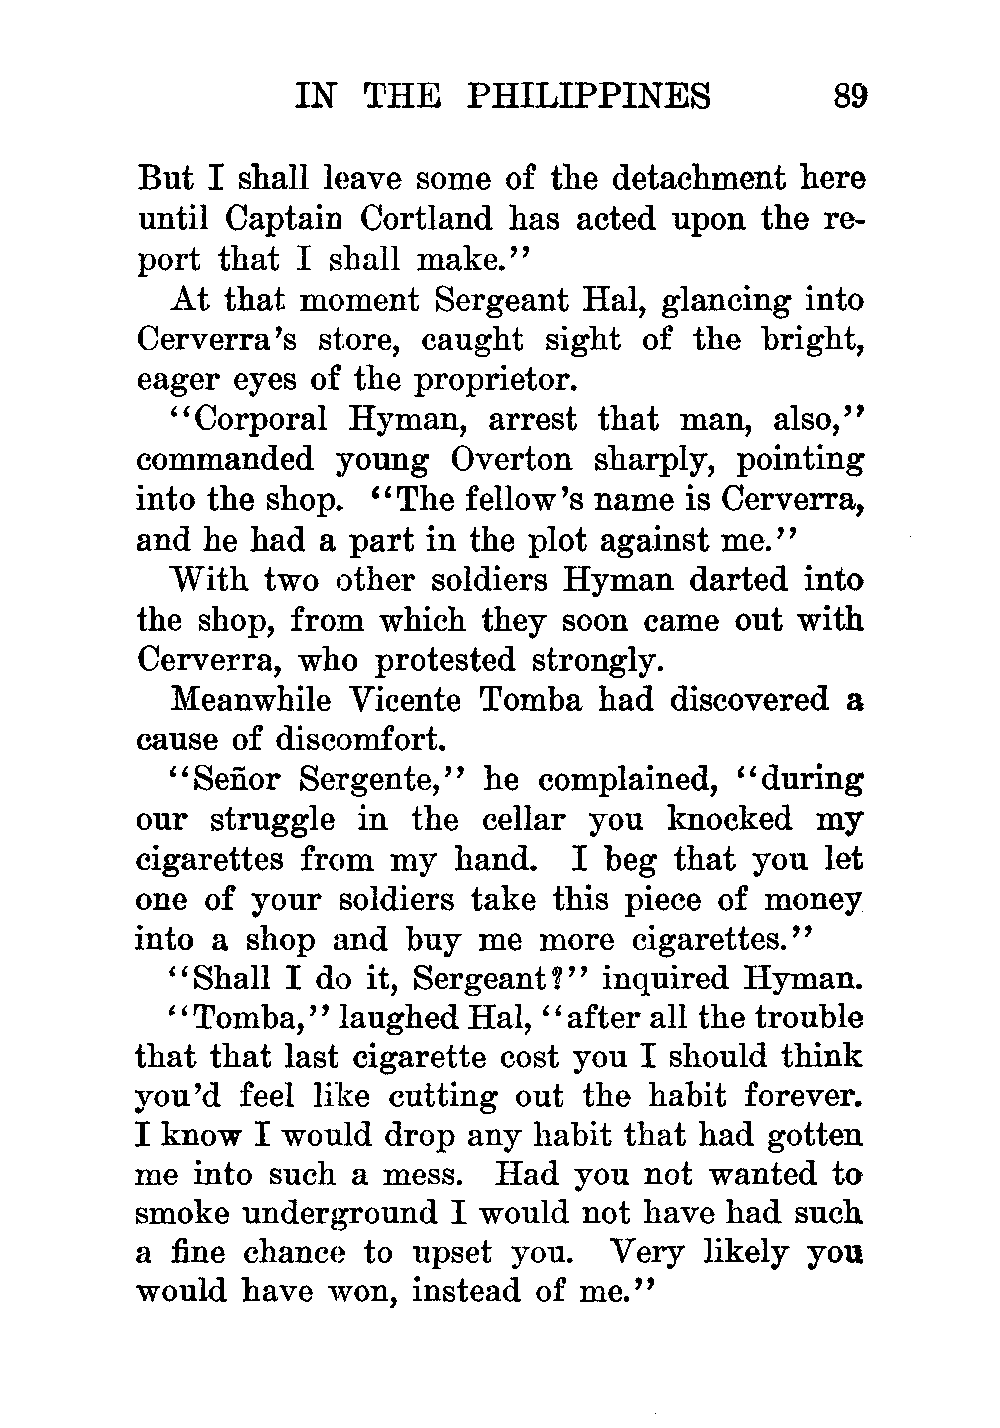 IN THE PHILIPPINES 89
But I shall leave some of the detachment here
until Captain Cortland has acted upon the re-
port that I shall make.”
At that moment Sergeant Hal, glancing into
Cerverra’s store, caught sight of the bright,
eager eyes of the proprietor.
“Corporal Hyman, arrest that man, also,”
commanded young Overton sharply, pointing
into the shop. “The fellow’s name is Cerverra,
and he had a part in the plot against me.”
With two other soldiers Hyman darted into
the shop, from which they soon came out with
Cerverra, who protested strongly.
Meanwhile Vicente Tomba had discovered a
cause of discomfort.
“Señor Sergente,” he complained, “during
our struggle in the cellar you knocked my
cigarettes from my hand. I beg that you let
one of your soldiers take this piece of money
into a shop and buy me more cigarettes.”
“Shall I do it, Sergeant?” inquired Hyman.
“Tomba,” laughed Hal, “after all the trouble
that that last cigarette cost you I should think
you’d feel like cutting out the habit forever.
I know I would drop any habit that had gotten
me into such a mess. Had you not wanted to
smoke underground I would not have had such
a fine chance to upset you. Very likely you
would have won, instead of me.”